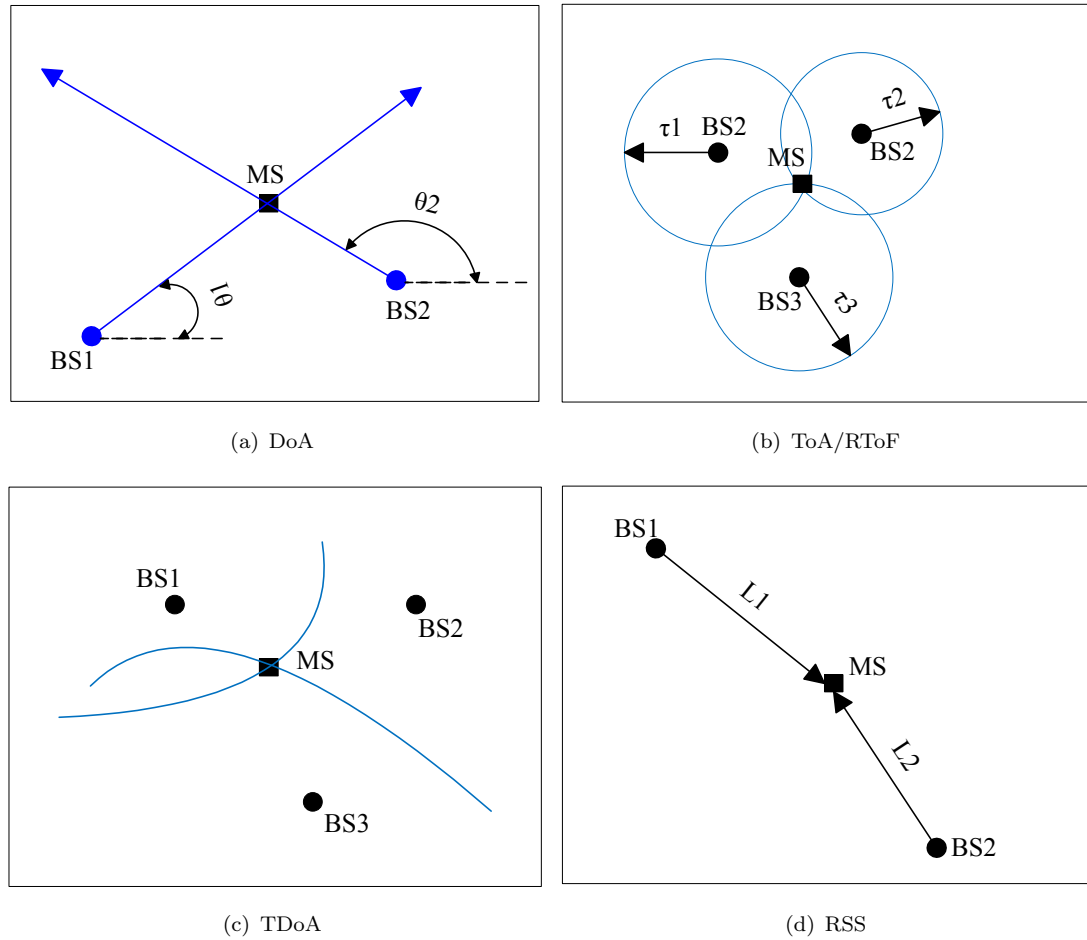 MS
θ2
θ1
BS2
BS1
(a) DoA
τ2
τ1
BS2
BS2
MS
BS3
τ3
(b) ToA/RToF
BS1
BS2
MS
BS3
(c) TDoA
BS1
L1
MS
L2
BS2
(d) RSS